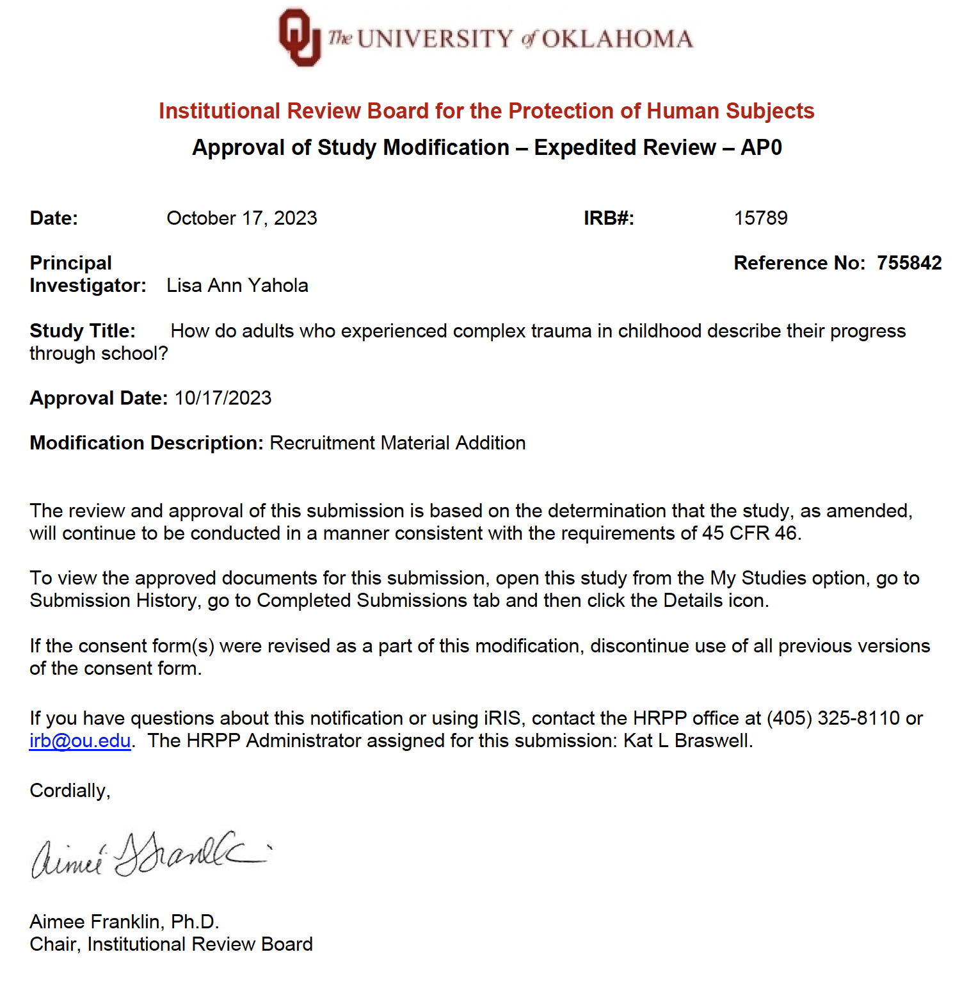 The UNIVERSITY of OKLAHOMA
Institutional Review Board for the Protection of Human Subjects
Approval of Study Modification – Expedited Review – AP0
Date: October 17, 2023 IRB#: 15789
Principal Reference No: 755842
Investigator: Lisa Ann Yahola
Study Title: How do adults who experienced complex trauma in childhood describe their progress
through school?
Approval Date: 10/17/2023
Modification Description: Recruitment Material Addition
The review and approval of this submission is based on the determination that the study, as amended,
will continue to be conducted in a manner consistent with the requirements of 45 CFR 46.
To view the approved documents for this submission, open this study from the My Studies option, go to
Submission History, go to Completed Submissions tab and then click the Details icon.
If the consent form(s) were revised as a part of this modification, discontinue use of all previous versions
of the consent form.
If you have questions about this notification or using iRIS, contact the HRPP office at (405) 325-8110 or
irb@ou.edu. The HRPP Administrator assigned for this submission: Kat L Braswell.
Cordially,
Aimee Franklin, Ph.D.
Chair, Institutional Review Board